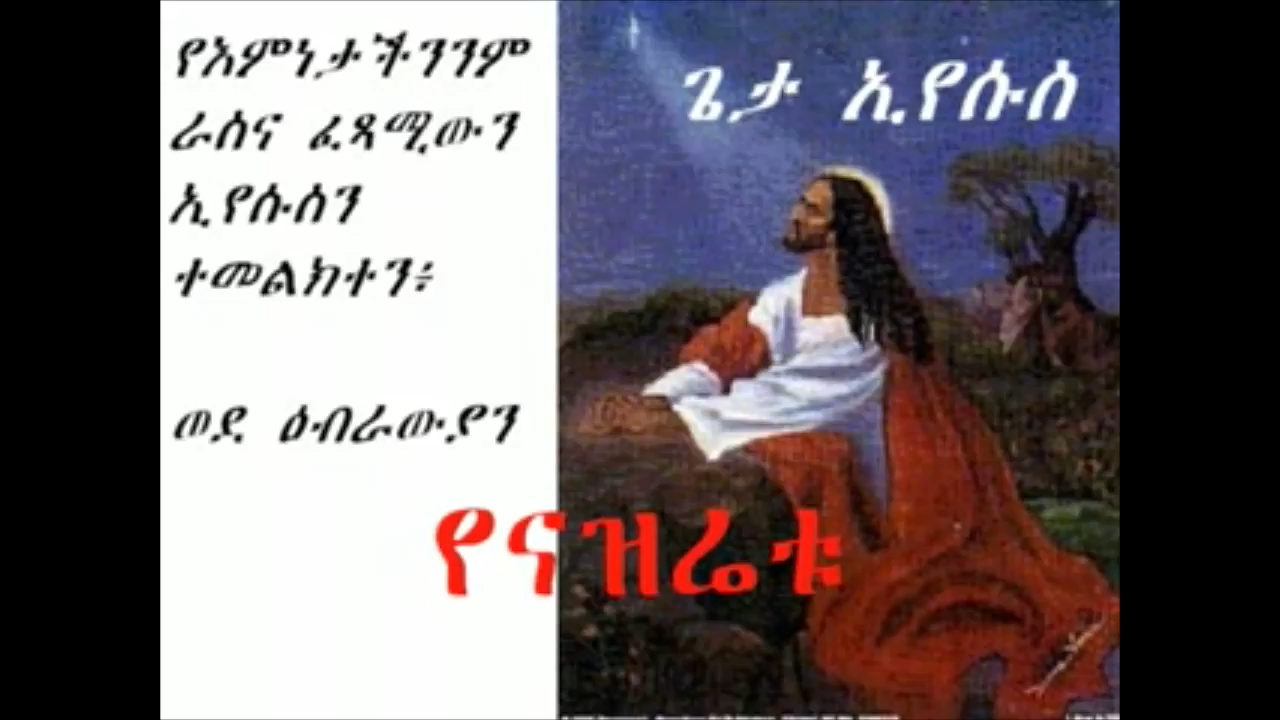 የእምነታችንንም
ራስና ፈጻሚውን
ኢየሱስን
ተመልክተን፥
ወደ ዕብራውያን
ጌታ ኢየሱስ
የናዝሬቱ